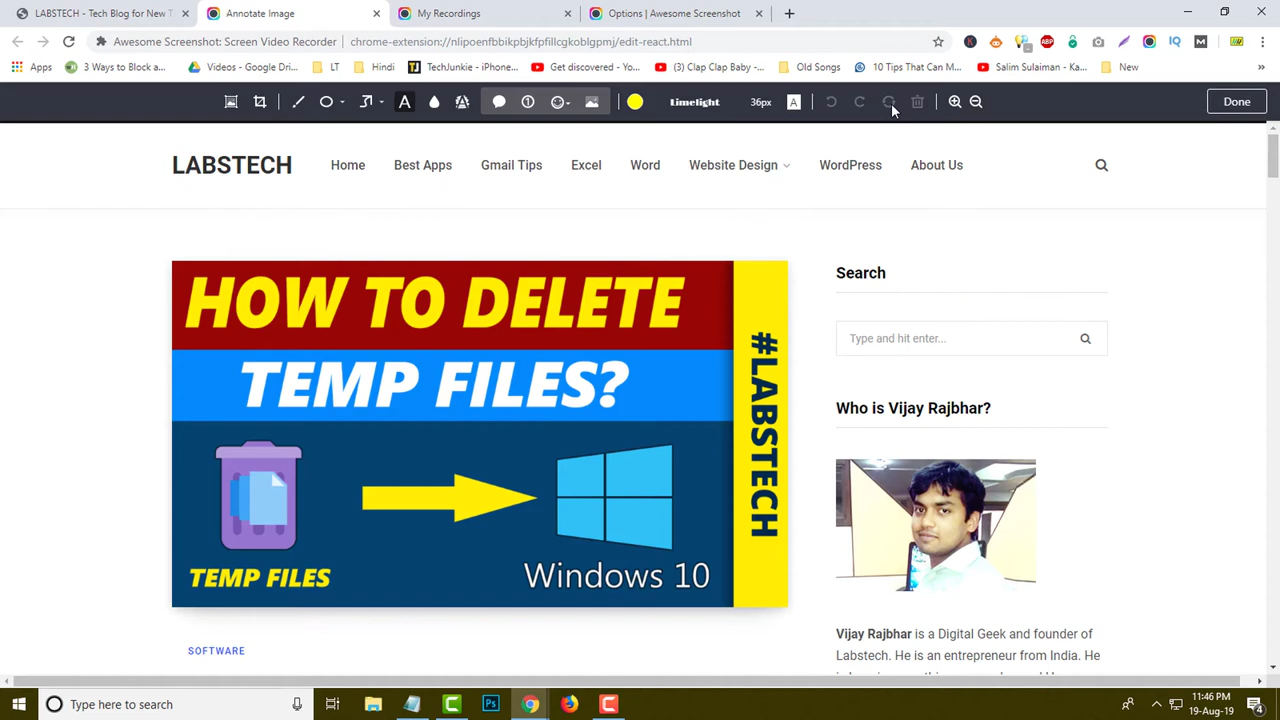 LABSTECH - Tech Blog for New T
Annotate Image
My Recordings
Options | Awesome Screenshot
Awesome Screenshot: Screen Video Recorder
chrome-extension://nlipoenfbbikpbjkfpfillcgkoblgpmj/edit-react.html
Apps
3 Ways to Block a...
Videos - Google Dri...
LT
Hindi
TechJunkie - iPhone...
Get discovered - You...
(3) Clap Clap Baby -...
Old Songs
10 Tips That Can M...
Salim Sulaiman - Ka...
New
A
1
Limelight
36px
A
Done
LABSTECH
Home
Best Apps
Gmail Tips
Excel
Word
Website Design
WordPress
About Us
HOW TO DELETE
TEMP FILES?
#LABSTECH
TEMP FILES
Windows 10
SOFTWARE
Search
Type and hit enter...
Who is Vijay Rajbhar?
Vijay Rajbhar is a Digital Geek and founder of
Labstech. He is an entrepreneur from India. He
Type here to search
Ps
11:46 PM
19-Aug-19
4